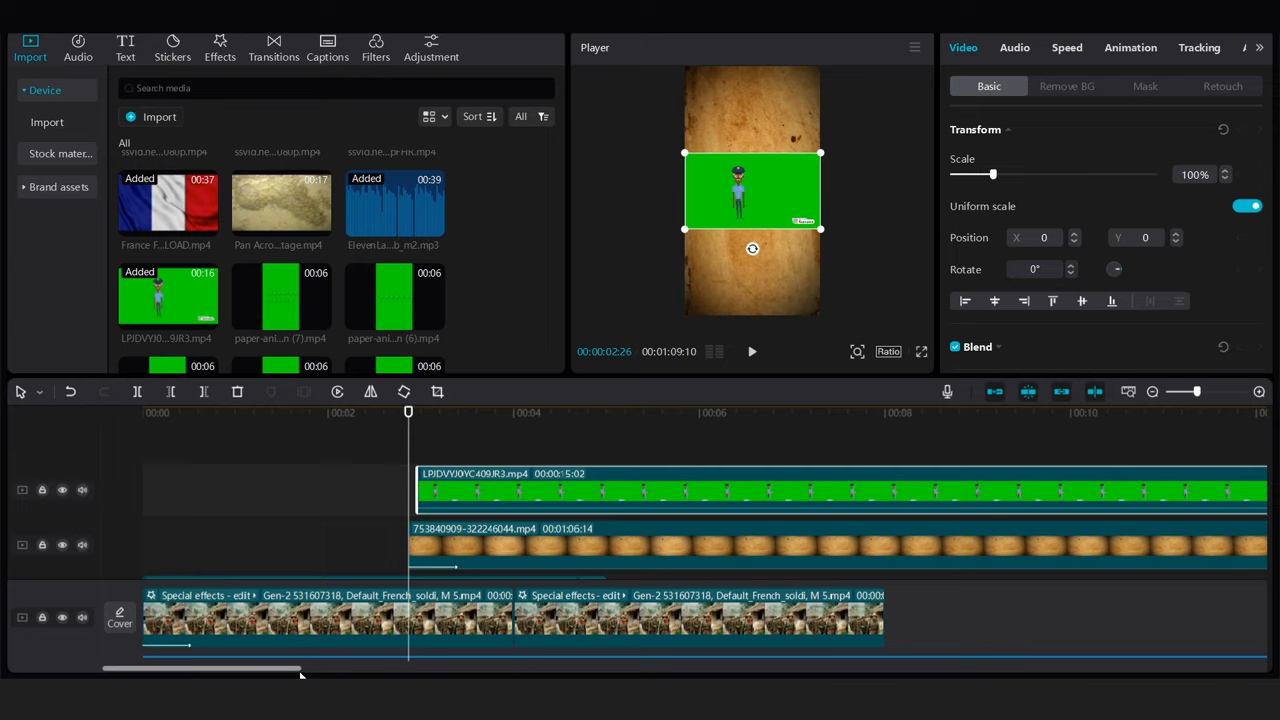 Import Audio Text Stickers Effects Transitions Captions Filters Adjustment
Device
Import
Stock mater...
Brand assets
Search media
Import
Sort
All
All
Added 00:37
France F...LOAD.mp4
00:17
Pan Acro...tage.mp4
Added 00:39
ElevenLa...b_m2.mp3
Added 00:16
LPJDVYJ0...9JR3.mp4
00:06
paper-ani...n (7).mp4
00:06
paper-ani...n (6).mp4
00:06
00:06
Player
00:00:02:26 00:01:09:10
Ratio
Video Audio Speed Animation Tracking
Basic Remove BG Mask Retouch
Transform
Scale
100%
Uniform scale
Position X 0 Y 0
Rotate 0°
Blend
00:00 00:02 00:04 00:06 00:08 00:10
LPJDVYJ0YC409JR3.mp4 00:00:15:02
753840909-322246044.mp4 00:01:06:14
Cover
Special effects - edit Gen-2 531607318, Default_French_soldi, M 5.mp4 00:00:
Special effects - edit Gen-2 531607318, Default_French_soldi, M 5.mp4 00:00: